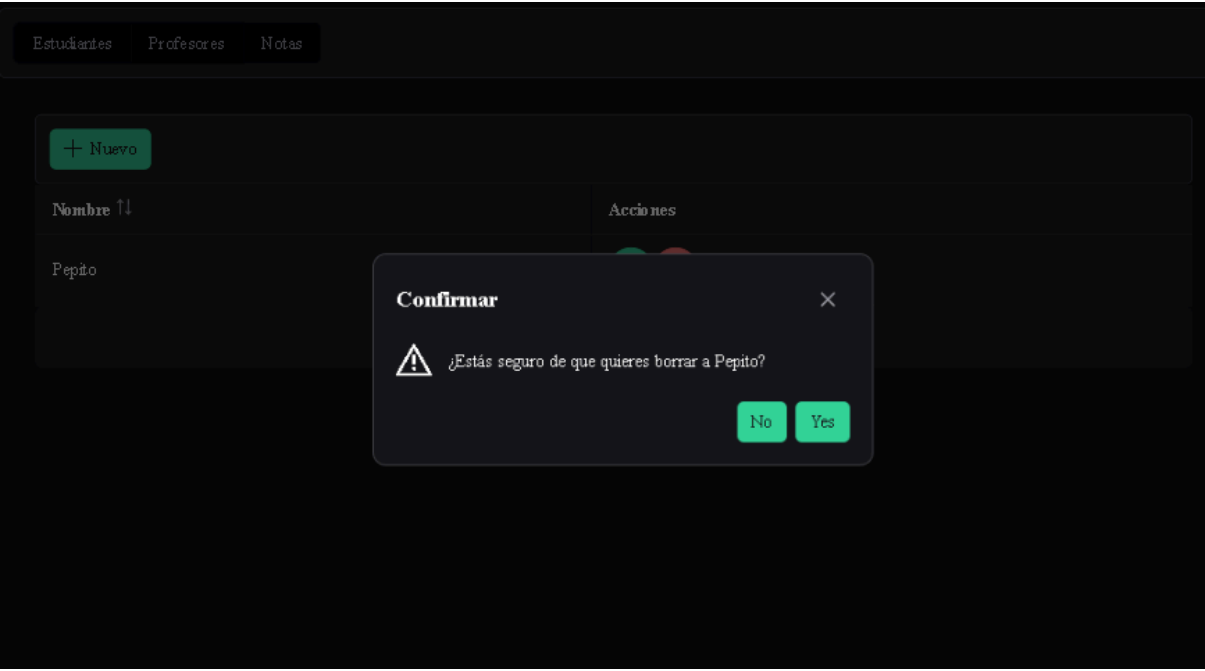 Estudiantes Profesores Notas
Nuevo
Nombre Acciones
Pepito
Confirmar
¿Estás seguro de que quieres borrar a Pepito?
No Yes